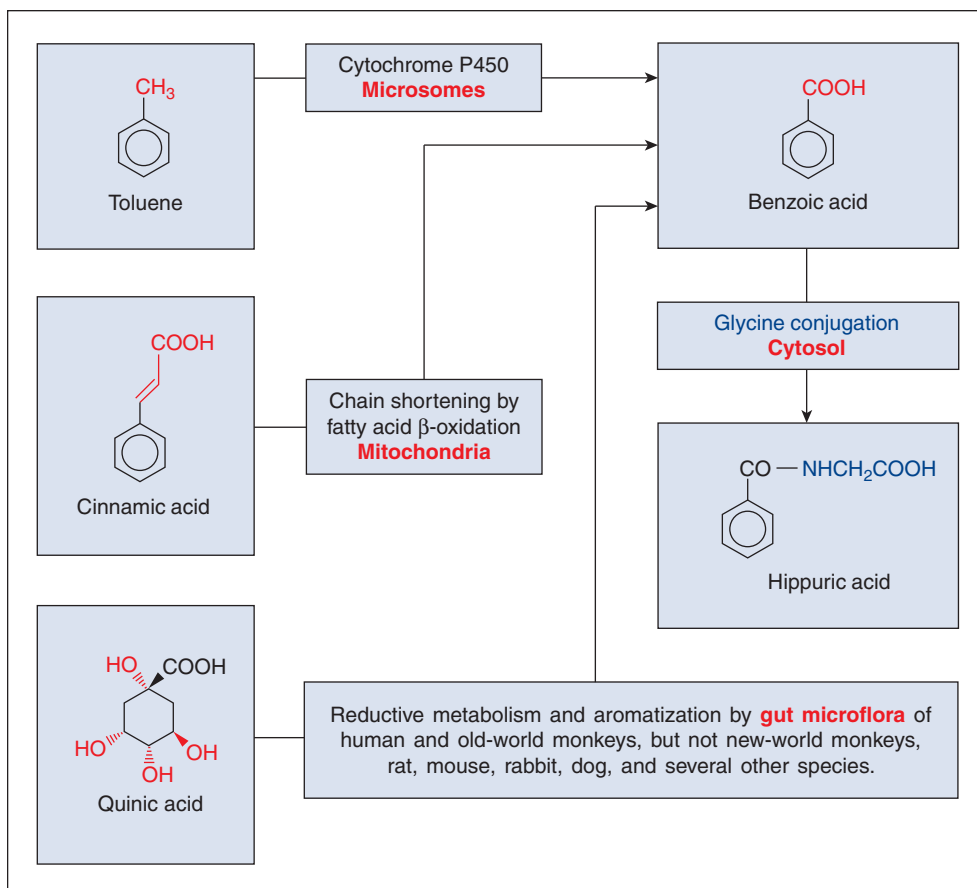 CH3
Toluene
Cytochrome P450
Microsomes
COOH
Benzoic acid
COOH
Cinnamic acid
Chain shortening by
fatty acid β-oxidation
Mitochondria
Glycine conjugation
Cytosol
CO — NHCH2COOH
Hippuric acid
HO COOH
HO OH
OH
Quinic acid
Reductive metabolism and aromatization by gut microflora of
human and old-world monkeys, but not new-world monkeys,
rat, mouse, rabbit, dog, and several other species.